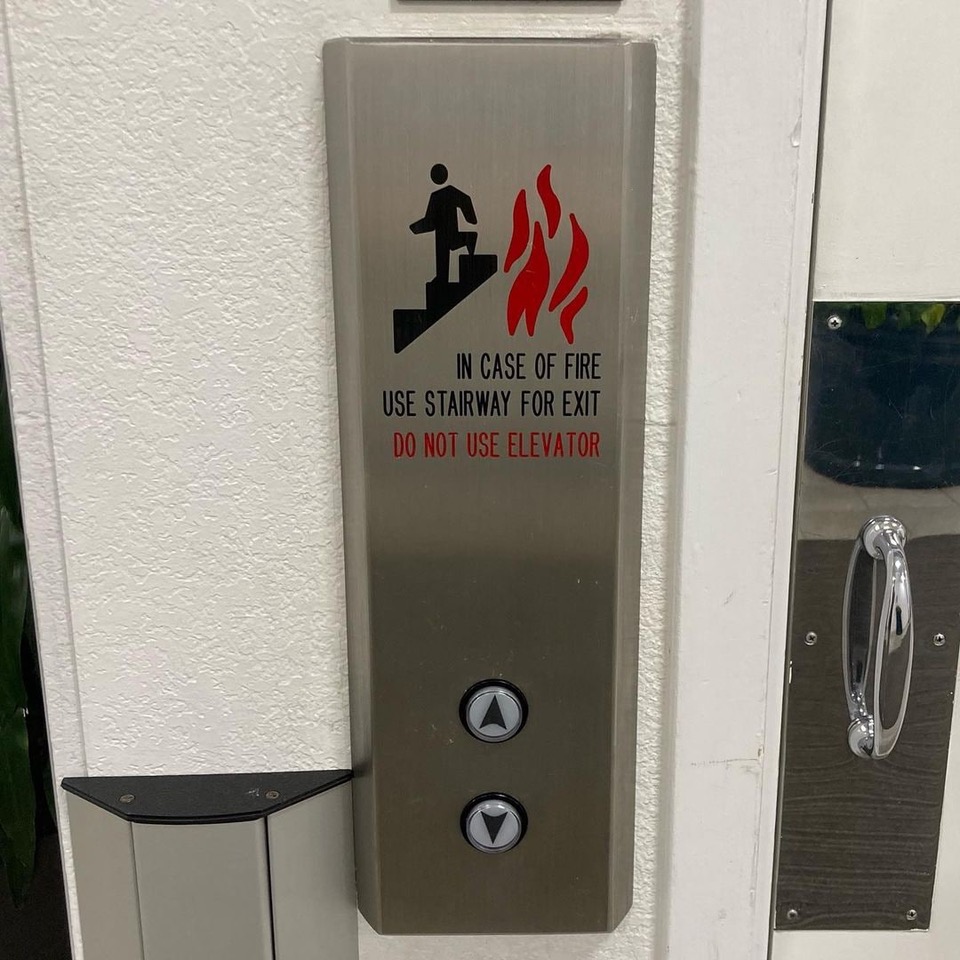 IN CASE OF FIRE
USE STAIRWAY FOR EXIT
DO NOT USE ELEVATOR